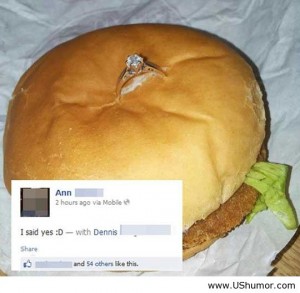 Ann
2 hours ago via Mobile
I said yes :D — with Dennis
Share
and 54 others like this.
www.UShumor.com